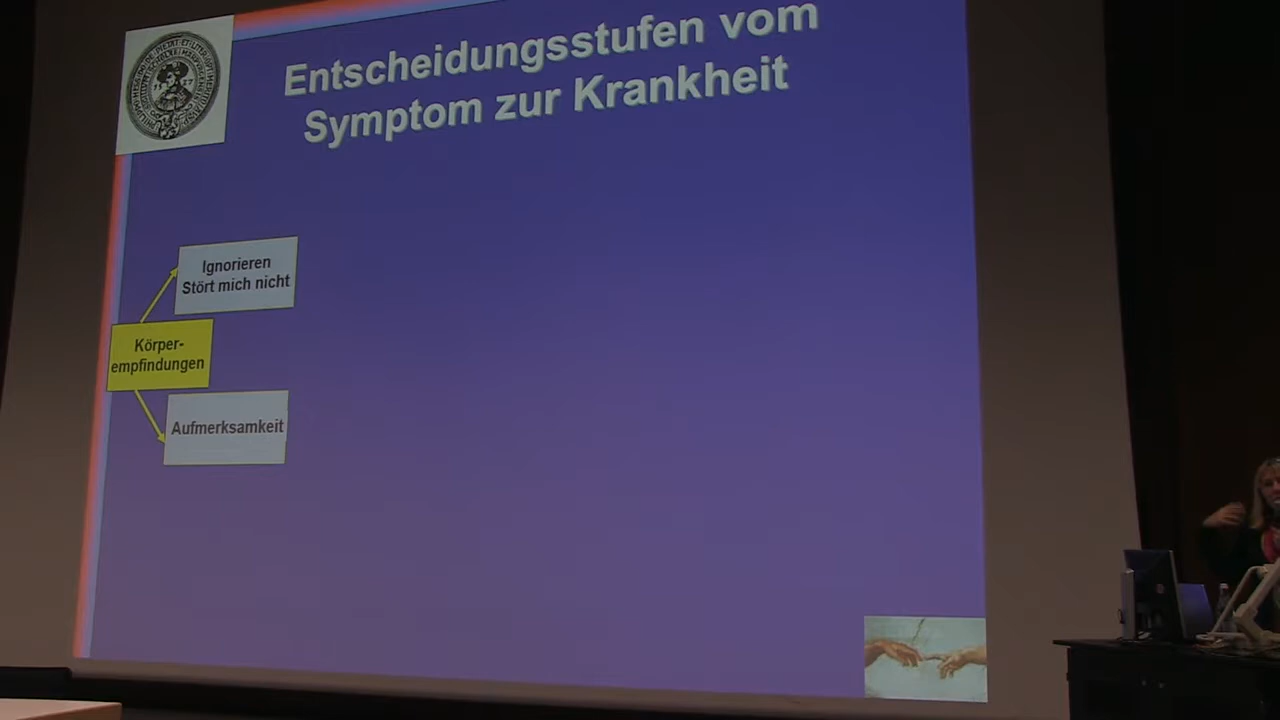 Entscheidungsstufen vom
Symptom zur Krankheit
Ignorieren
Stört mich nicht
Körper-
empfindungen
Aufmerksamkeit